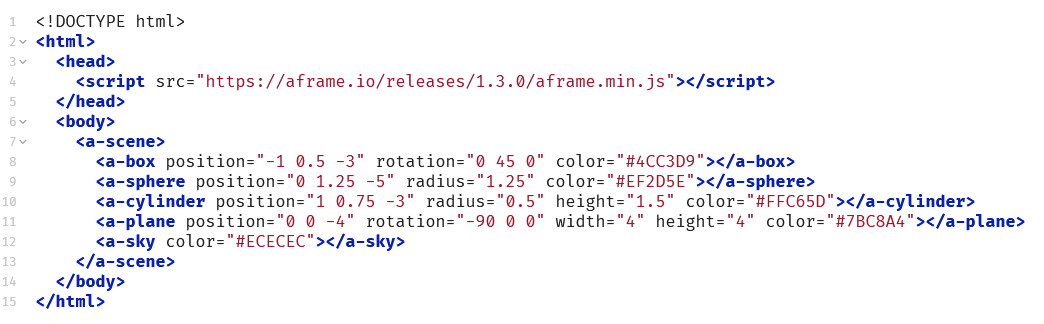 1 <!DOCTYPE html>
2 <html>
3 <head>
4 <script src="https://aframe.io/releases/1.3.0/aframe.min.js"></script>
5 </head>
6 <body>
7 <a-scene>
8 <a-box position="-1 0.5 -3" rotation="0 45 0" color="#4CC3D9"></a-box>
9 <a-sphere position="0 1.25 -5" radius="1.25" color="#EF2D5E"></a-sphere>
10 <a-cylinder position="1 0.75 -3" radius="0.5" height="1.5" color="#FFC65D"></a-cylinder>
11 <a-plane position="0 0 -4" rotation="-90 0 0" width="4" height="4" color="#7BC8A4"></a-plane>
12 <a-sky color="#ECECEC"></a-sky>
13 </a-scene>
14 </body>
15 </html>